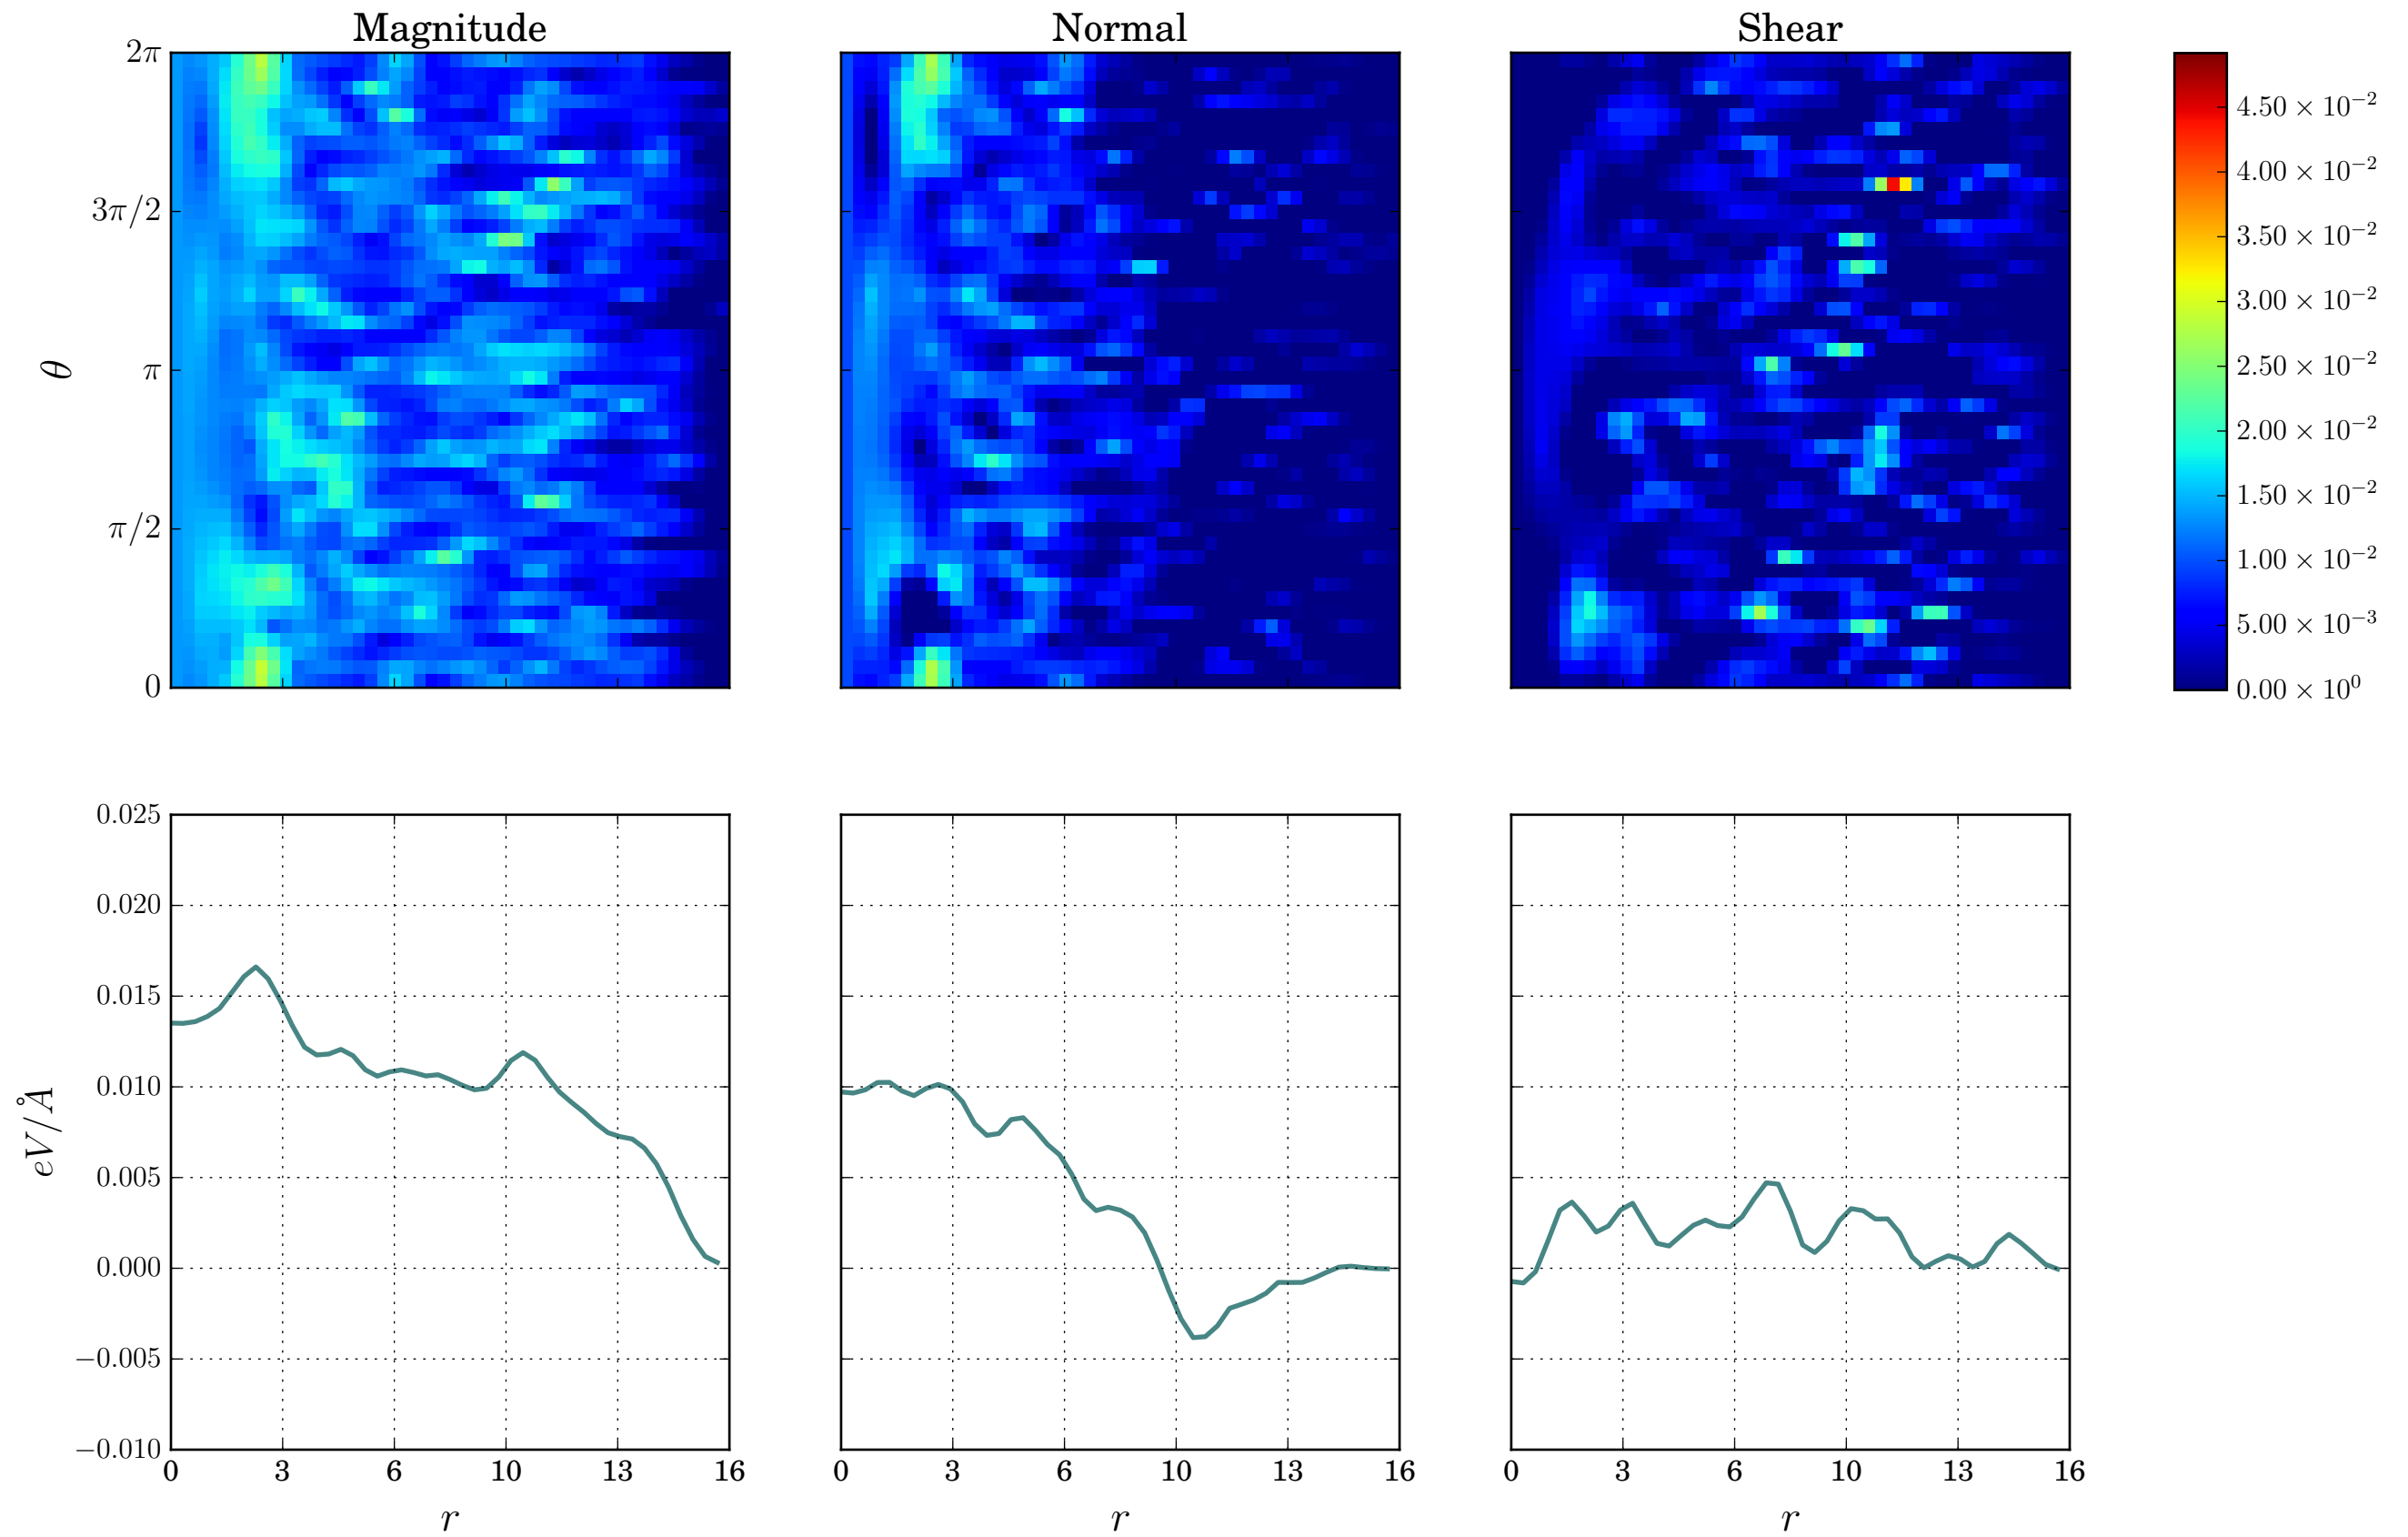 Magnitude
Normal
Shear
2π
3π/2
π
π/2
0
θ
4.50 × 10⁻²
4.00 × 10⁻²
3.50 × 10⁻²
3.00 × 10⁻²
2.50 × 10⁻²
2.00 × 10⁻²
1.50 × 10⁻²
1.00 × 10⁻²
5.00 × 10⁻³
0.00 × 10⁰
0.025
0.020
0.015
0.010
0.005
0.000
−0.005
−0.010
eV/Å
0 3 6 10 13 16
0 3 6 10 13 16
0 3 6 10 13 16
r
r
r